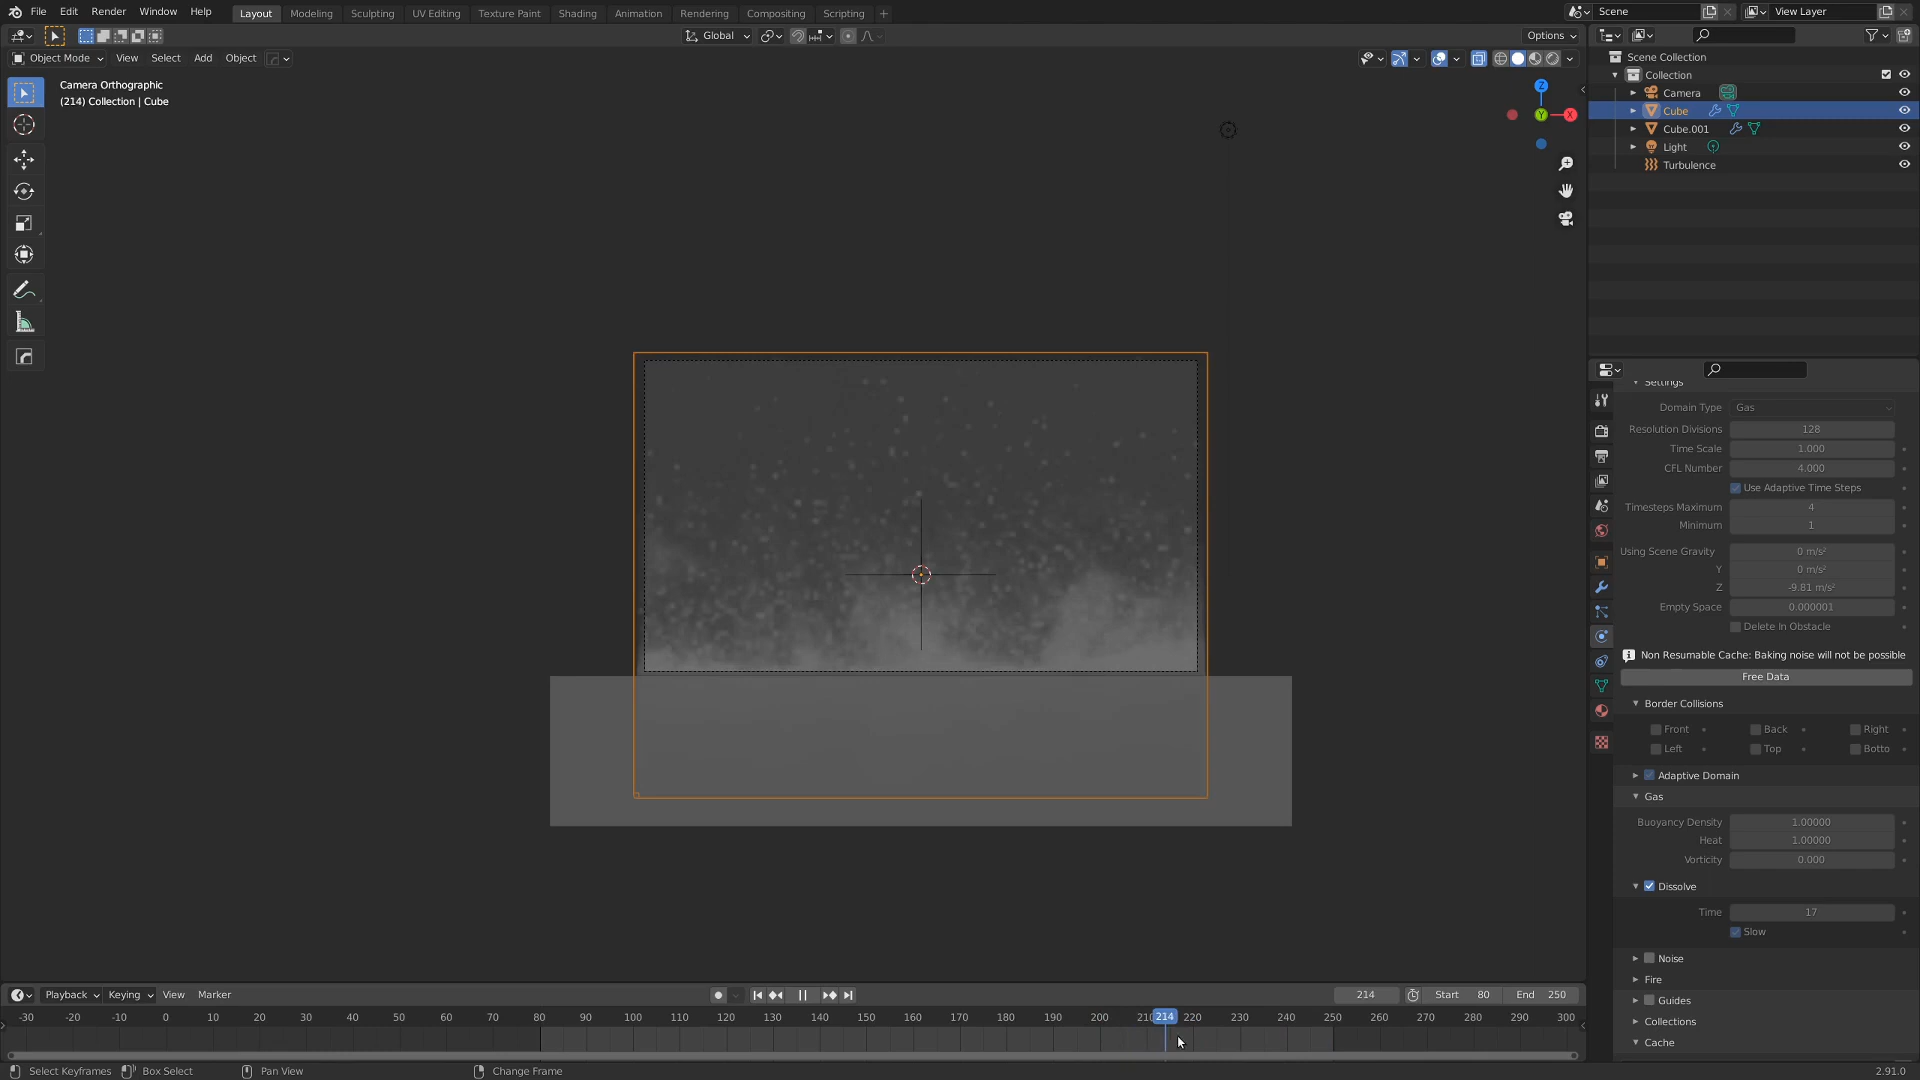 File Edit Render Window Help Layout Modeling Sculpting UV Editing Texture Paint Shading Animation Rendering Compositing Scripting + Scene View Layer
Global Options
Object Mode View Select Add Object
Camera Orthographic
(214) Collection | Cube
Z
Y
X
Scene Collection
Collection
Camera
Cube
Cube.001
Light
Turbulence
Settings
Domain Type Gas
Resolution Divisions 128
Time Scale 1.000
CFL Number 4.000
Use Adaptive Time Steps
Timesteps Maximum 4
Minimum 1
Using Scene Gravity 0 m/s²
Y 0 m/s²
Z -9.81 m/s²
Empty Space 0.000001
Delete In Obstacle
Non Resumable Cache: Baking noise will not be possible
Free Data
Border Collisions
Front Back Right
Left Top Botto
Adaptive Domain
Gas
Buoyancy Density 1.00000
Heat 1.00000
Vorticity 0.000
Dissolve
Time 17
Slow
Noise
Fire
Guides
Collections
Cache
Playback Keying View Marker 214 Start 80 End 250
-30 -20 -10 0 10 20 30 40 50 60 70 80 90 100 110 120 130 140 150 160 170 180 190 200 210 214 220 230 240 250 260 270 280 290 300
Select Keyframes Box Select Pan View Change Frame 2.91.0